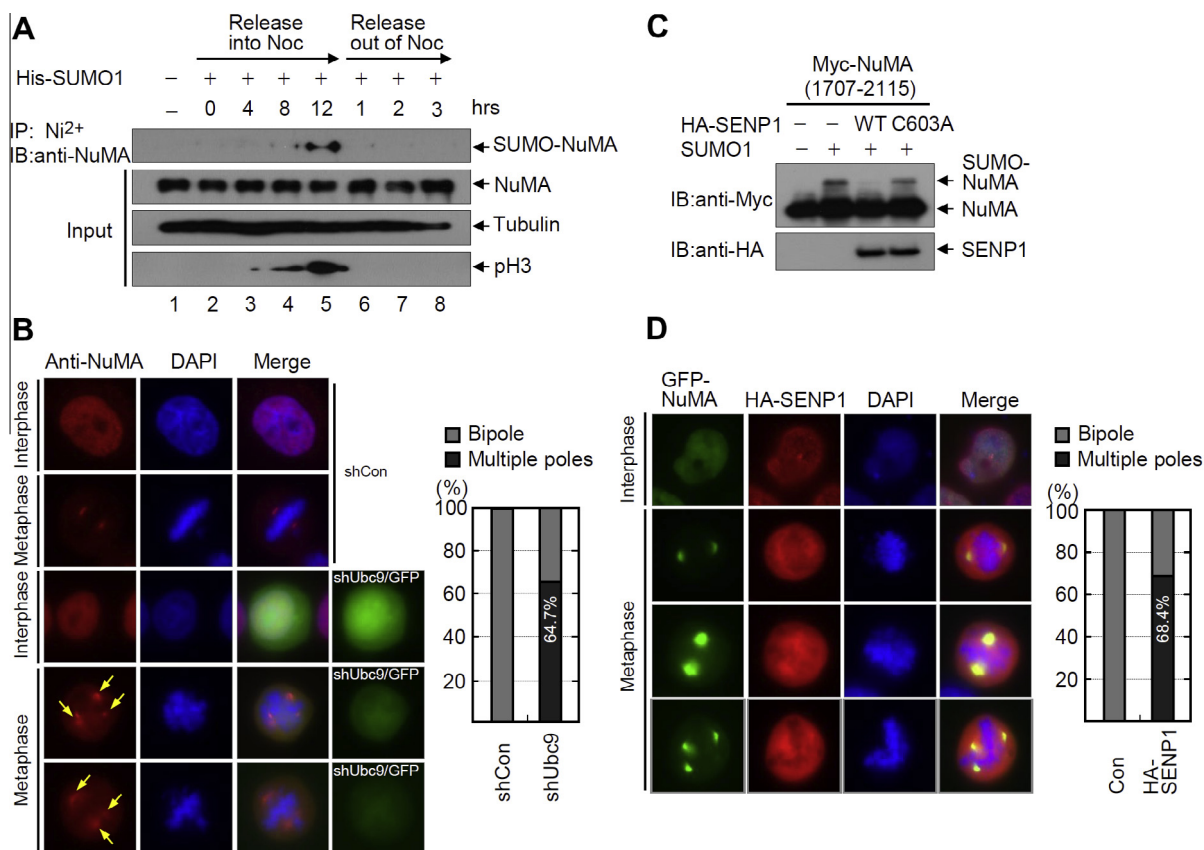 A
Release into Noc
Release out of Noc
His-SUMO1 – + + + + + + +
– 0 4 8 12 1 2 3 hrs
IP: Ni2+
IB:anti-NuMA
SUMO-NuMA
NuMA
Input
Tubulin
pH3
1 2 3 4 5 6 7 8
B
Anti-NuMA DAPI Merge
Interphase
Metaphase
shCon
Interphase
shUbc9/GFP
Metaphase
shUbc9/GFP
shUbc9/GFP
Bipole
Multiple poles
(%)
100
80
60
40
20
64.7%
shCon
shUbc9
C
Myc-NuMA
(1707-2115)
HA-SENP1 – – WT C603A
SUMO1 – + + +
IB:anti-Myc
SUMO-NuMA
NuMA
IB:anti-HA
SENP1
D
GFP-NuMA HA-SENP1 DAPI Merge
Interphase
Metaphase
Bipole
Multiple poles
(%)
100
80
60
40
20
68.4%
Con
HA-SENP1